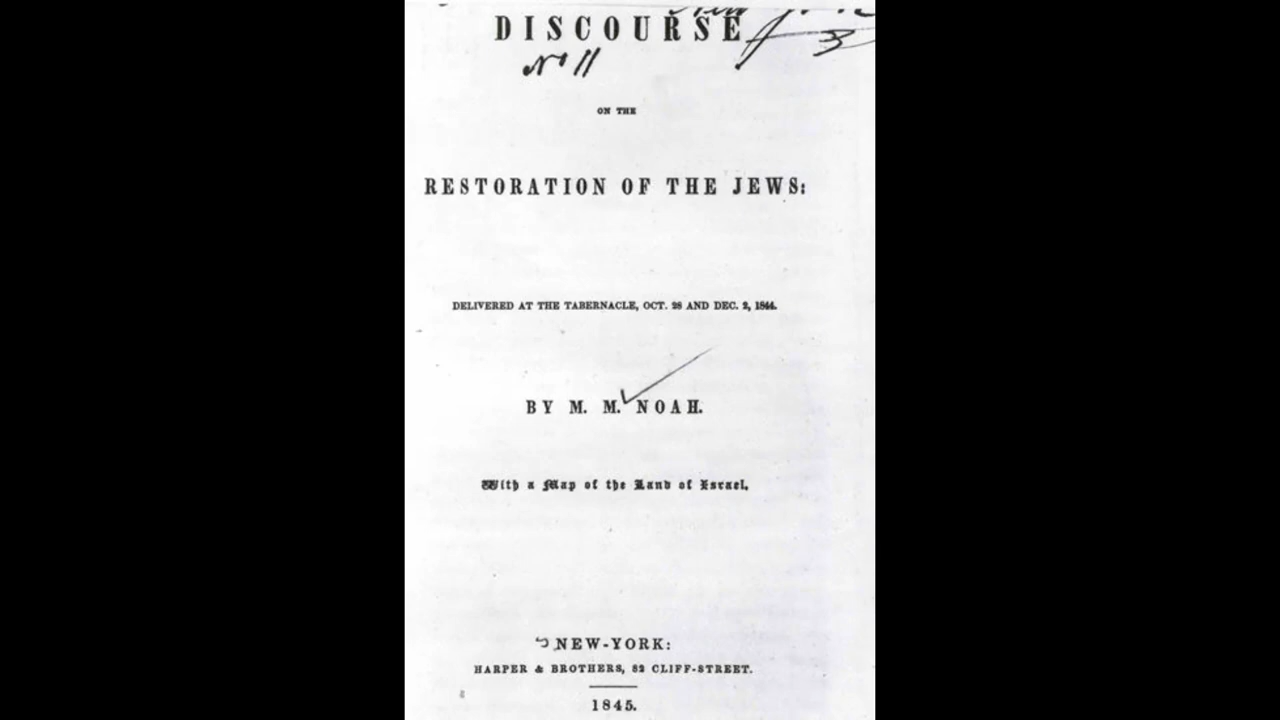 DISCOURSE
No 11
ON THE
RESTORATION OF THE JEWS:
DELIVERED AT THE TABERNACLE, OCT. 28 AND DEC. 2, 1844.
BY M. M. NOAH.
With a Map of the Land of Israel.
NEW-YORK:
HARPER & BROTHERS, 82 CLIFF-STREET.
1845.